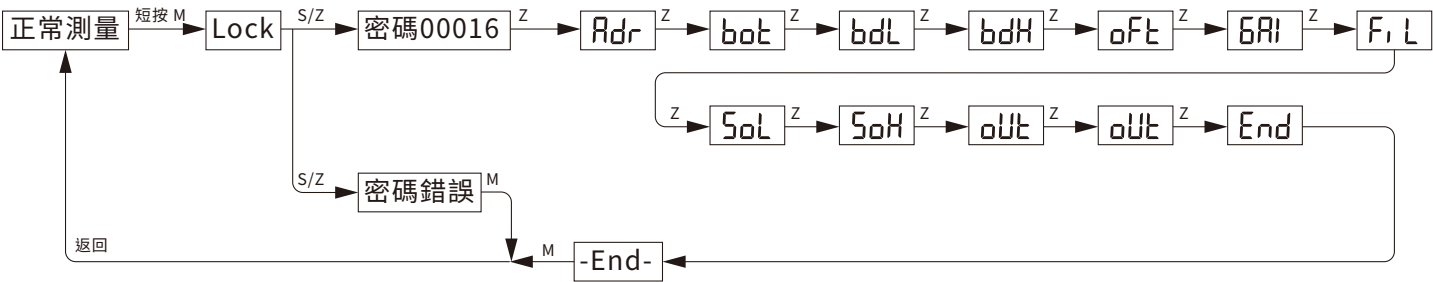 正常測量 短按 M Lock S/Z 密碼00016 Z Adr Z bot Z bdL Z bdH Z oFt Z GAI Z Fi L
Z SoL Z SoH Z oUt Z oUt Z End
S/Z 密碼錯誤 M
返回 M -End-